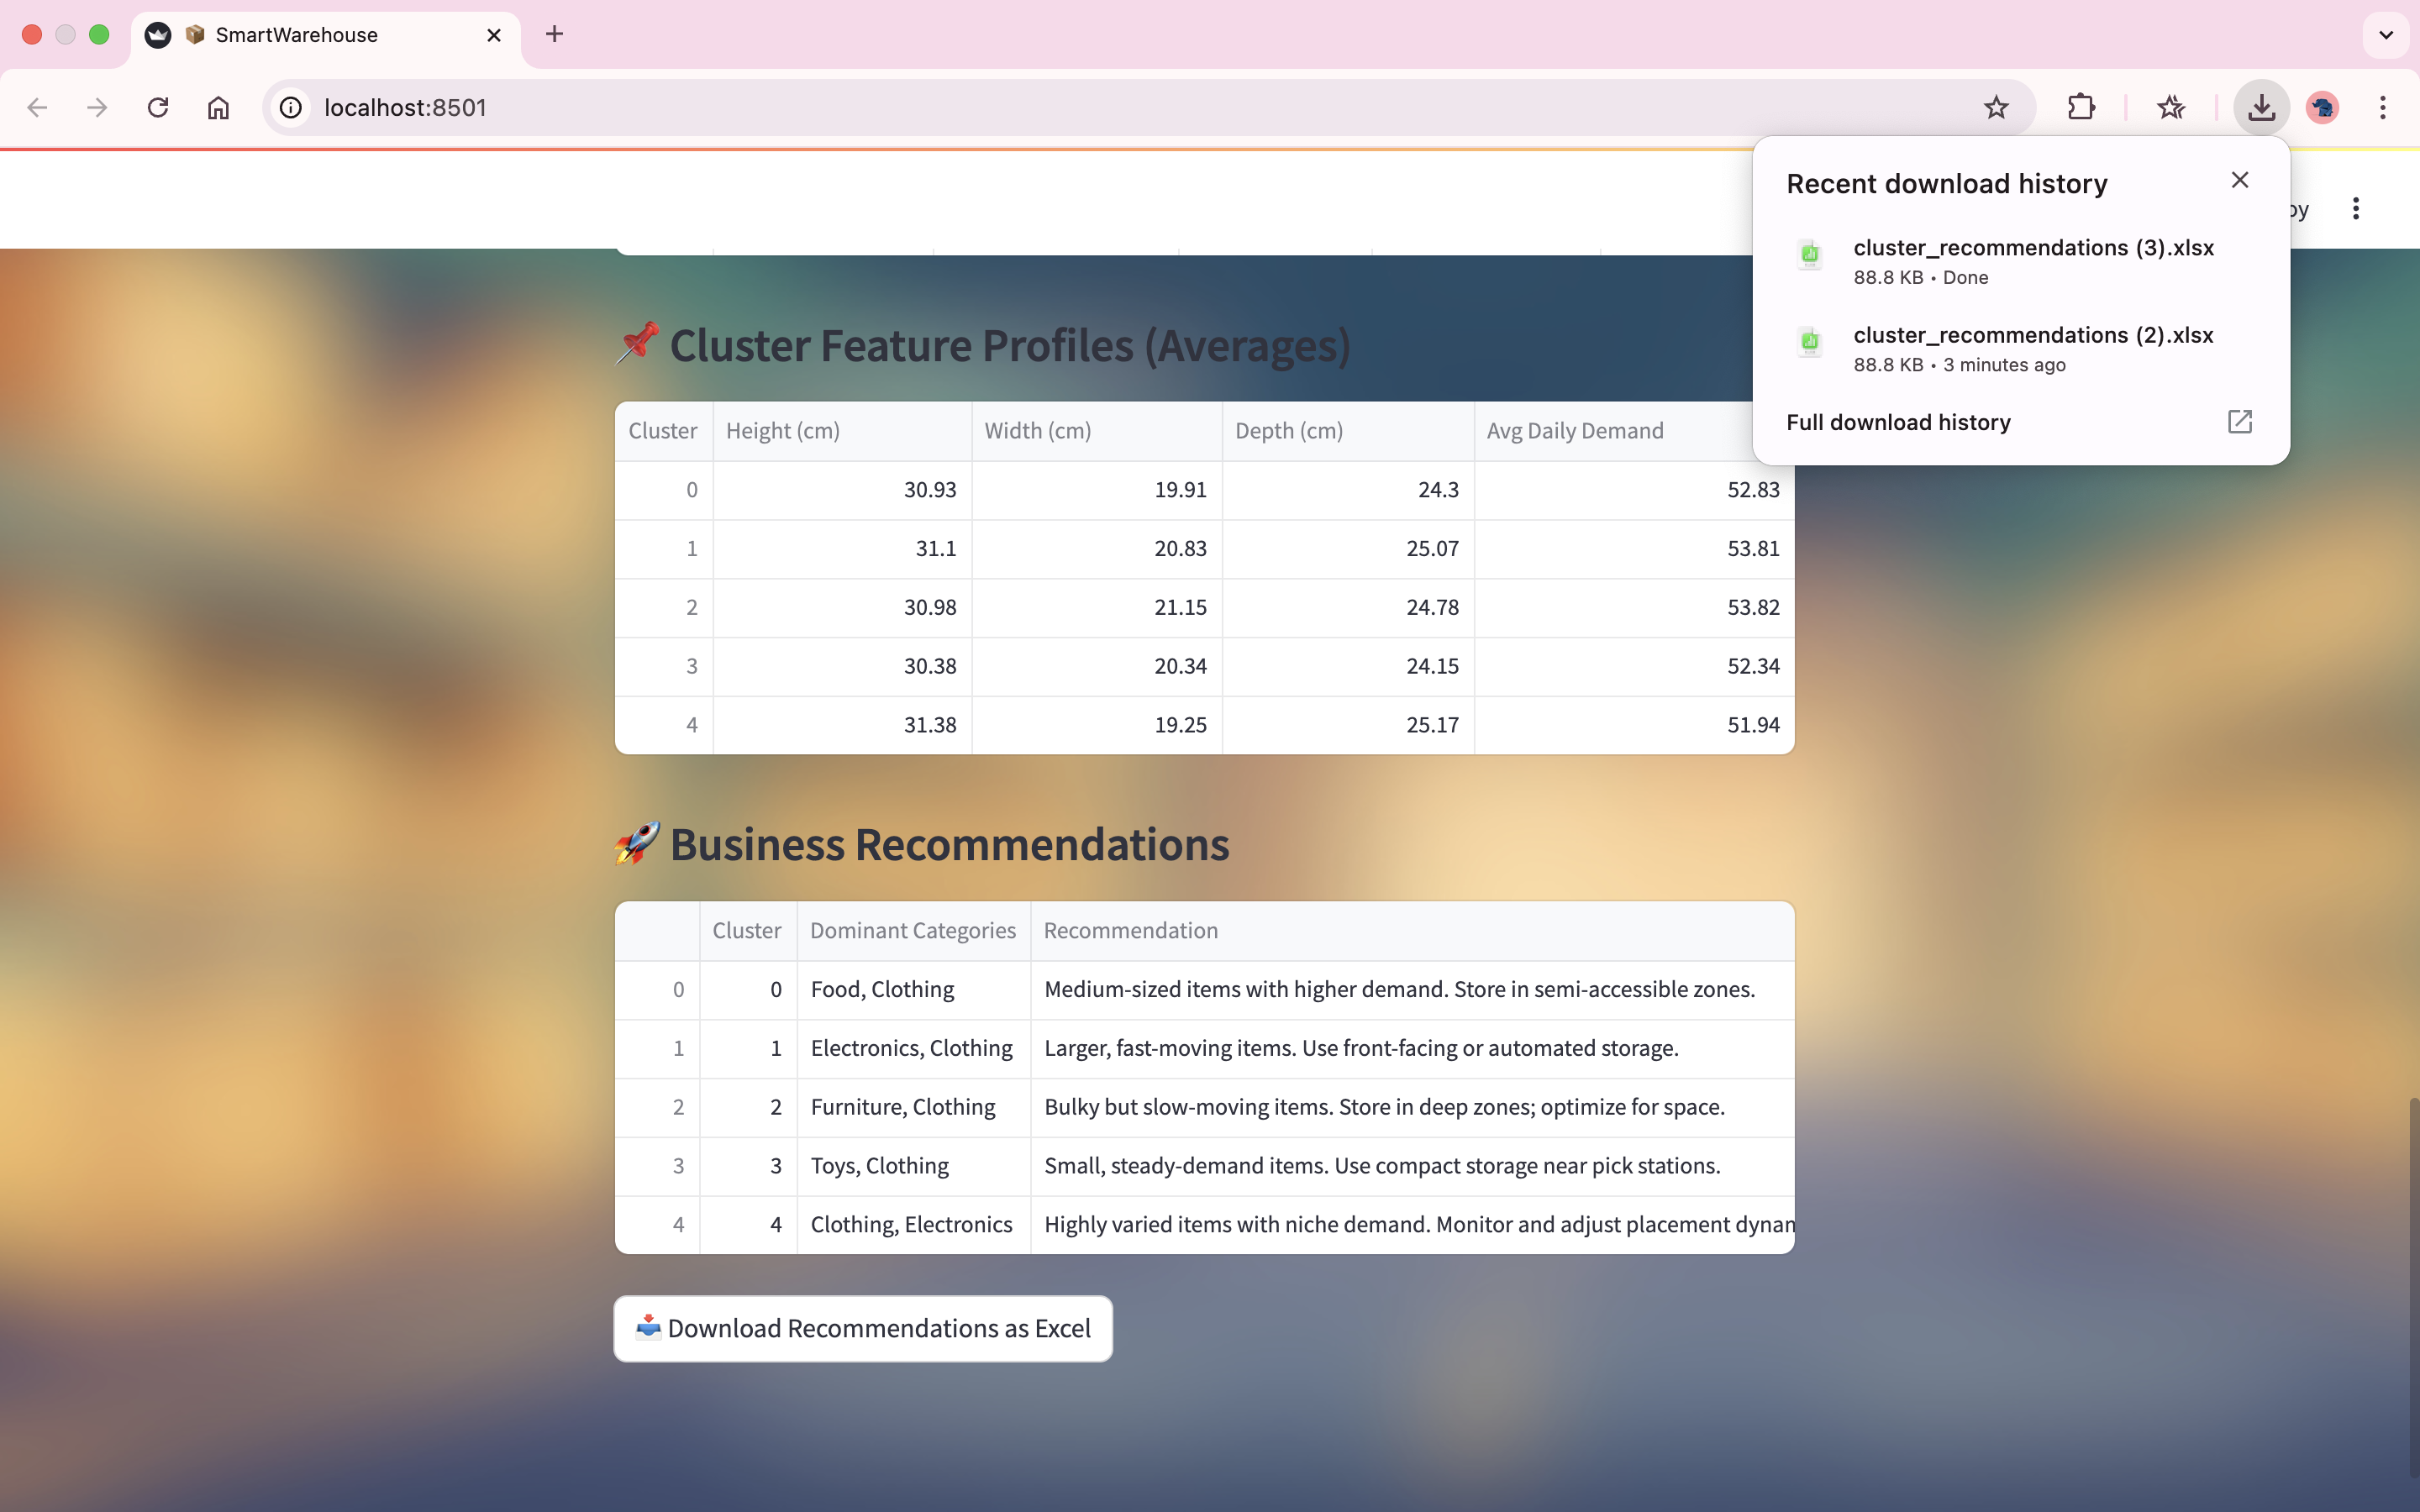 📦 SmartWarehouse
localhost:8501
Recent download history
cluster_recommendations (3).xlsx
88.8 KB • Done
cluster_recommendations (2).xlsx
88.8 KB • 3 minutes ago
Full download history
oy
📌 Cluster Feature Profiles (Averages)
Cluster Height (cm) Width (cm) Depth (cm) Avg Daily Demand
0 30.93 19.91 24.3 52.83
1 31.1 20.83 25.07 53.81
2 30.98 21.15 24.78 53.82
3 30.38 20.34 24.15 52.34
4 31.38 19.25 25.17 51.94
🚀 Business Recommendations
Cluster Dominant Categories Recommendation
0 0 Food, Clothing Medium-sized items with higher demand. Store in semi-accessible zones.
1 1 Electronics, Clothing Larger, fast-moving items. Use front-facing or automated storage.
2 2 Furniture, Clothing Bulky but slow-moving items. Store in deep zones; optimize for space.
3 3 Toys, Clothing Small, steady-demand items. Use compact storage near pick stations.
4 4 Clothing, Electronics Highly varied items with niche demand. Monitor and adjust placement dynan
📥 Download Recommendations as Excel